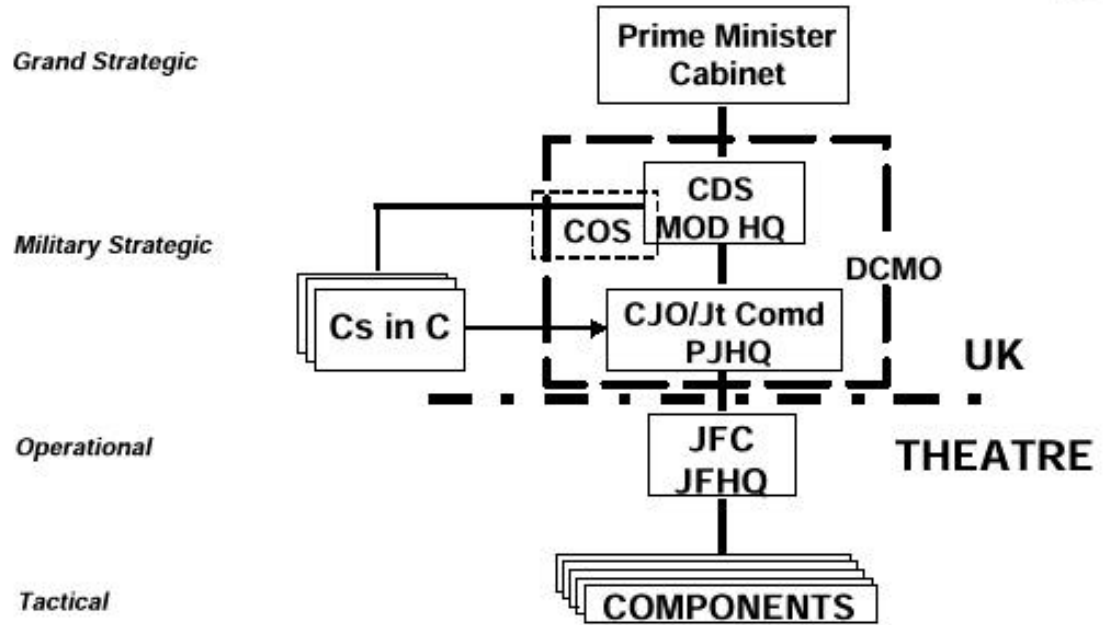 Grand Strategic
Prime Minister
Cabinet
Military Strategic
CDS
MOD HQ
COS
DCMO
Cs in C
CJO/Jt Comd
PJHQ
UK
Operational
JFC
JFHQ
THEATRE
Tactical
COMPONENTS